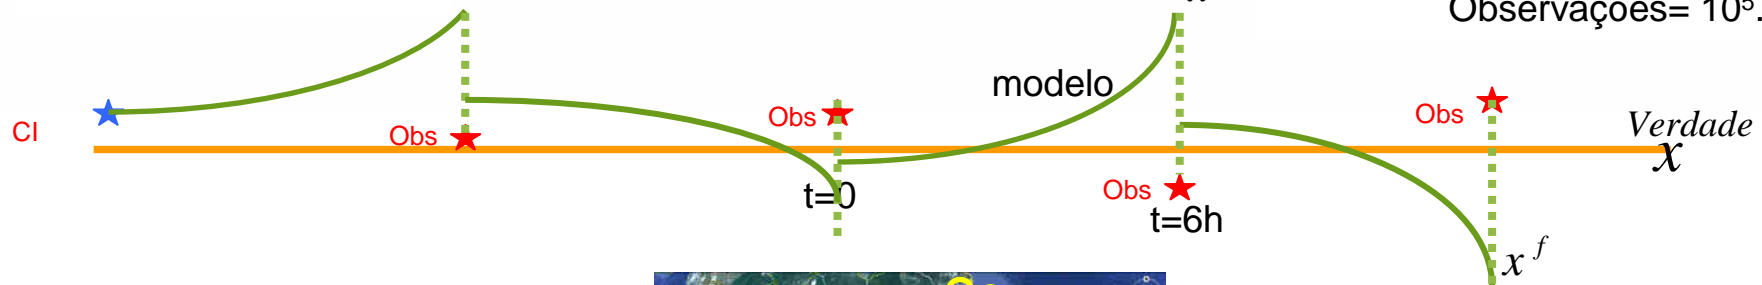 Observações= 10⁵.
modelo
CI
Obs
Obs
Obs
Obs
Verdade
x
t=0
t=6h
x f